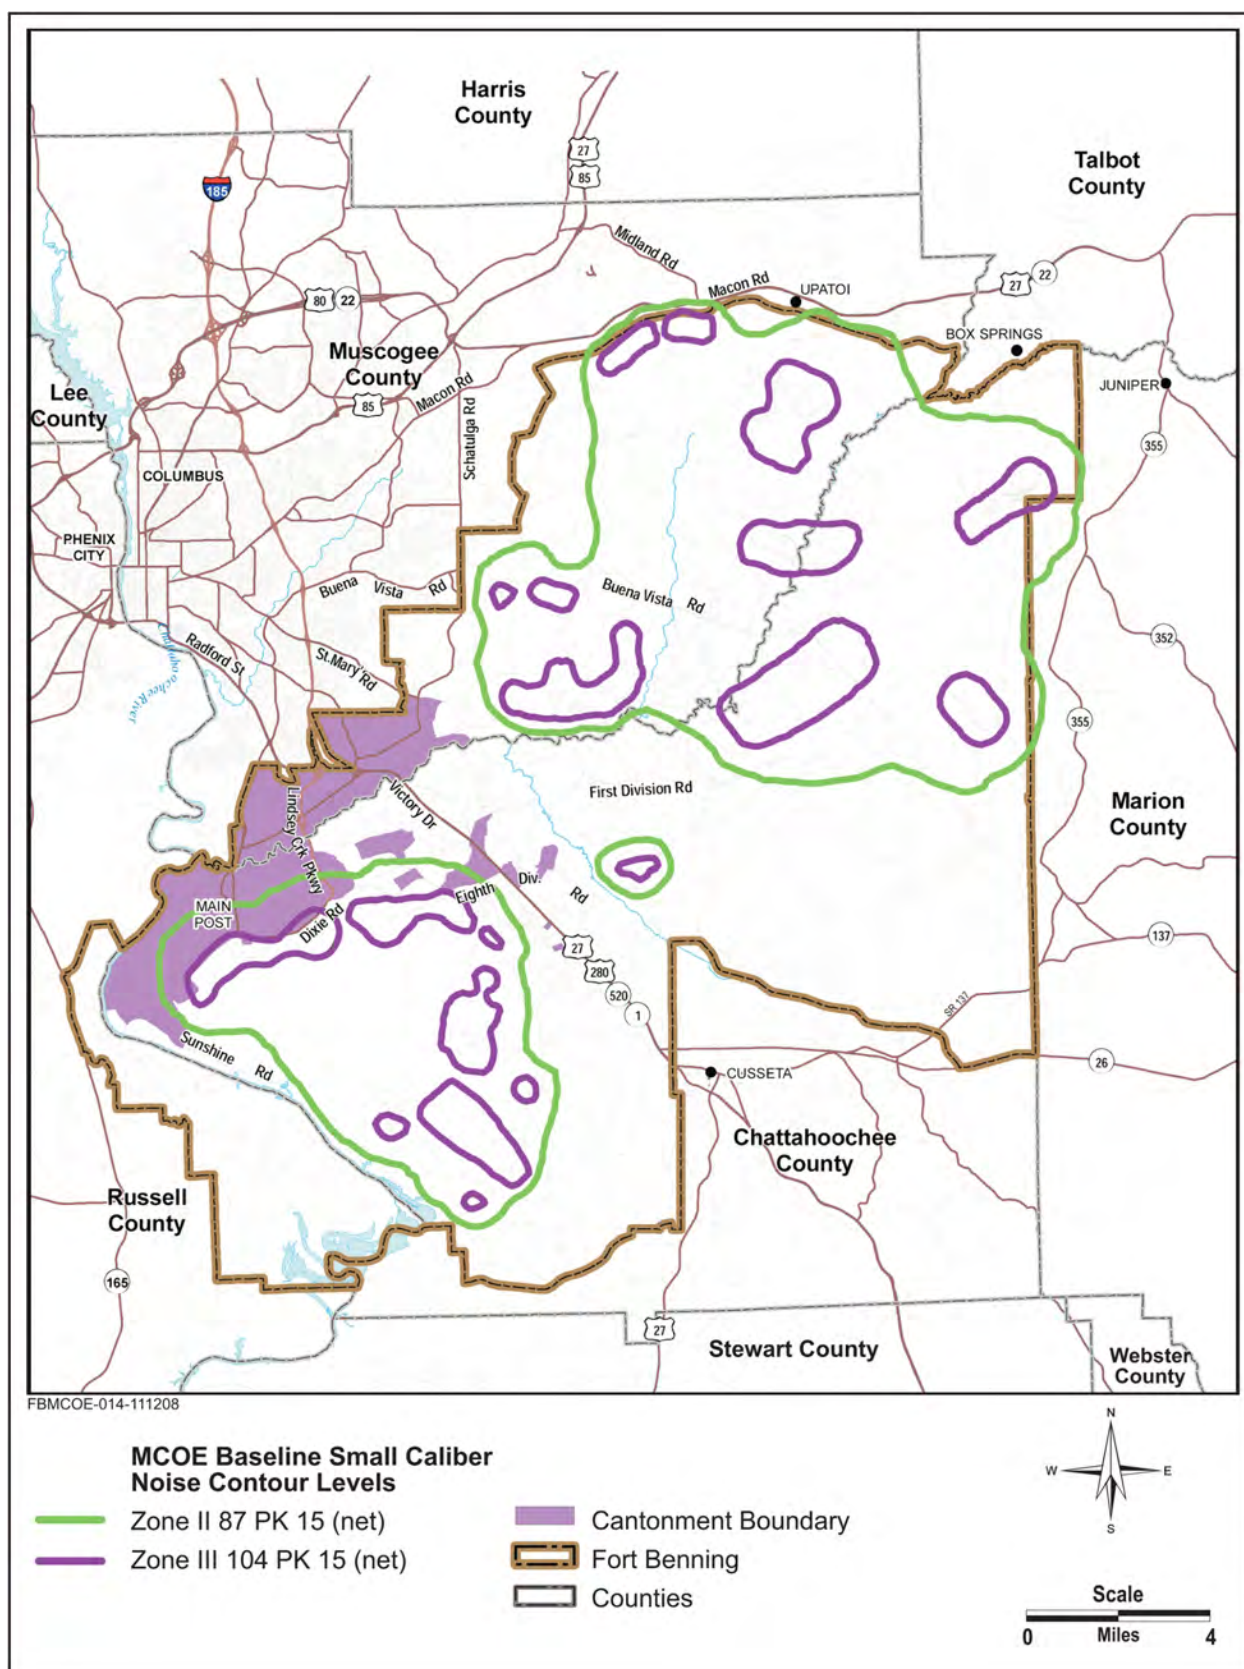 Harris
County
27
85
185
Talbot
County
Midland Rd
Macon Rd
UPATOI
27
22
80
22
BOX SPRINGS
Muscogee
County
Macon Rd
85
JUNIPER
Lee
County
Schatulga Rd
355
COLUMBUS
PHENIX
CITY
Buena Vista Rd
Buena Vista Rd
Radford St
St.Mary'Rd
352
Chattahoochee River
355
First Division Rd
Marion
County
Lindsey Crk Pkwy
Victory Dr
Eighth Div. Rd
MAIN
POST
Dixie Rd
137
27
280
520
1
SR 137
Sunshine Rd
26
CUSSETA
Chattahoochee
County
Russell
County
165
27
Stewart County
Webster
County
FBMCOE-014-111208
MCOE Baseline Small Caliber
Noise Contour Levels
Zone II 87 PK 15 (net)
Zone III 104 PK 15 (net)
Cantonment Boundary
Fort Benning
Counties
N
W
E
S
Scale
0 Miles 4